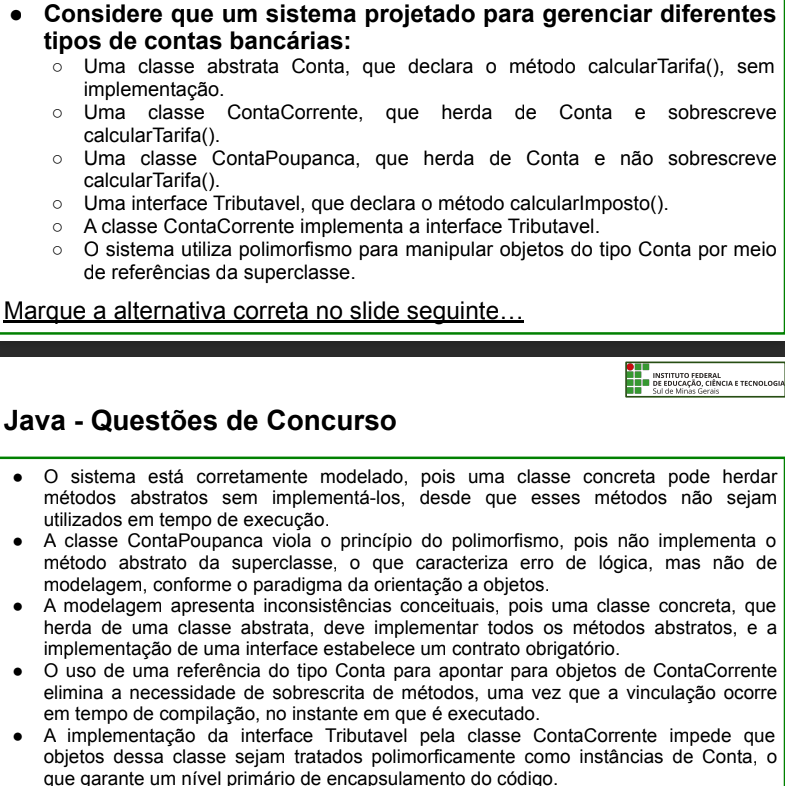 ● Considere que um sistema projetado para gerenciar diferentes
tipos de contas bancárias:
○ Uma classe abstrata Conta, que declara o método calcularTarifa(), sem
implementação.
○ Uma classe ContaCorrente, que herda de Conta e sobrescreve
calcularTarifa().
○ Uma classe ContaPoupanca, que herda de Conta e não sobrescreve
calcularTarifa().
○ Uma interface Tributavel, que declara o método calcularImposto().
○ A classe ContaCorrente implementa a interface Tributavel.
○ O sistema utiliza polimorfismo para manipular objetos do tipo Conta por meio
de referências da superclasse.
Marque a alternativa correta no slide seguinte…
INSTITUTO FEDERAL
DE EDUCAÇÃO, CIÊNCIA E TECNOLOGIA
Sul de Minas Gerais
Java - Questões de Concurso
● O sistema está corretamente modelado, pois uma classe concreta pode herdar
métodos abstratos sem implementá-los, desde que esses métodos não sejam
utilizados em tempo de execução.
● A classe ContaPoupanca viola o princípio do polimorfismo, pois não implementa o
método abstrato da superclasse, o que caracteriza erro de lógica, mas não de
modelagem, conforme o paradigma da orientação a objetos.
● A modelagem apresenta inconsistências conceituais, pois uma classe concreta, que
herda de uma classe abstrata, deve implementar todos os métodos abstratos, e a
implementação de uma interface estabelece um contrato obrigatório.
● O uso de uma referência do tipo Conta para apontar para objetos de ContaCorrente
elimina a necessidade de sobrescrita de métodos, uma vez que a vinculação ocorre
em tempo de compilação, no instante em que é executado.
● A implementação da interface Tributavel pela classe ContaCorrente impede que
objetos dessa classe sejam tratados polimorficamente como instâncias de Conta, o
que garante um nível primário de encapsulamento do código.